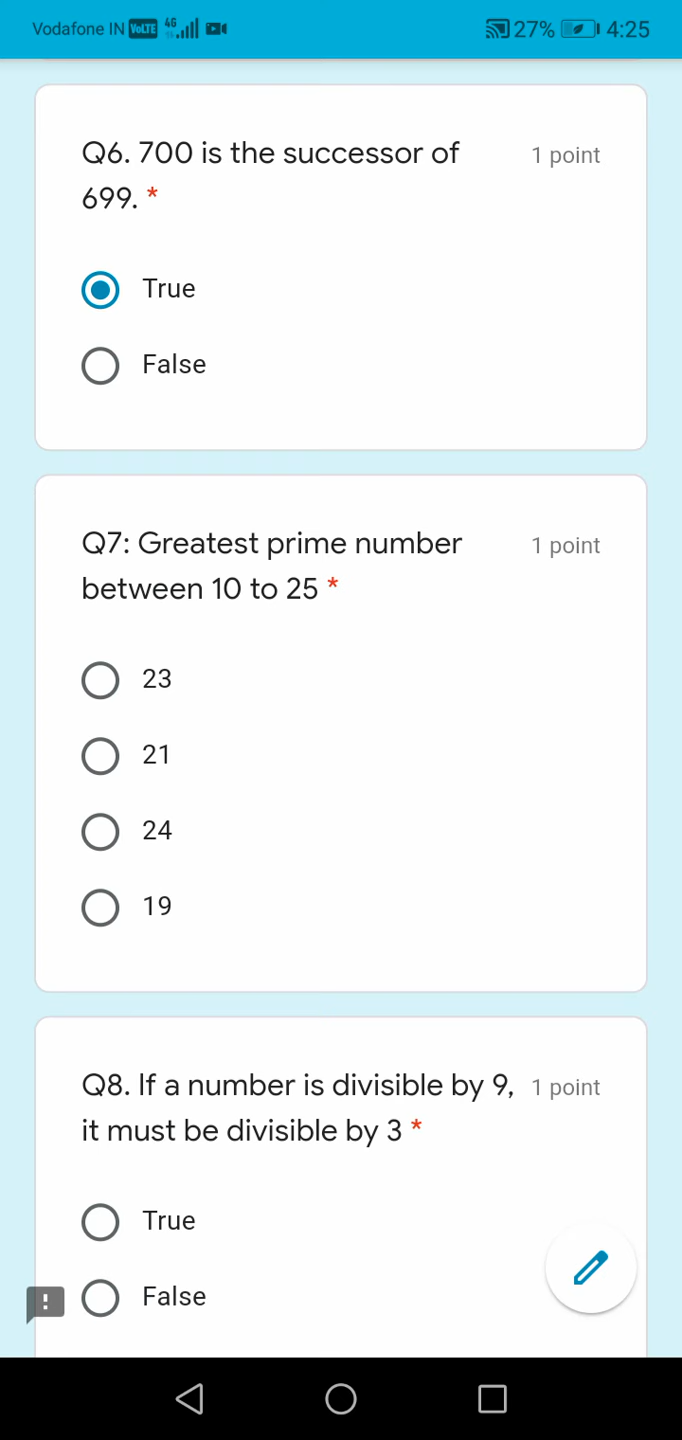 Vodafone IN VoLTE 4G 27% 4:25
Q6. 700 is the successor of 1 point
699. *
True
False
Q7: Greatest prime number 1 point
between 10 to 25 *
23
21
24
19
Q8. If a number is divisible by 9, 1 point
it must be divisible by 3 *
True
!
False